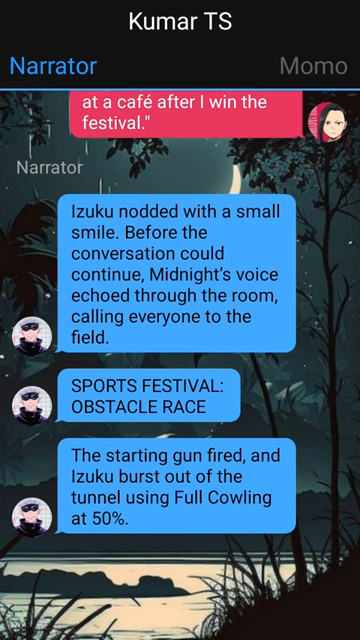 Kumar TS
Narrator
Momo
at a café after I win the
festival."
Narrator
Izuku nodded with a small
smile. Before the
conversation could
continue, Midnight’s voice
echoed through the room,
calling everyone to the
field.
SPORTS FESTIVAL:
OBSTACLE RACE
The starting gun fired, and
Izuku burst out of the
tunnel using Full Cowling
at 50%.